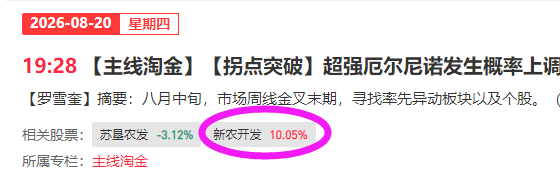 2026-08-20 星期四
19:28 【主线淘金】【拐点突破】超强厄尔尼诺发生概率上调
【罗雪奎】摘要：八月中旬，市场周线金叉末期，寻找率先异动板块以及个股。（
相关股票： 苏垦农发 -3.12% 新农开发 10.05%
所属专栏： 主线淘金